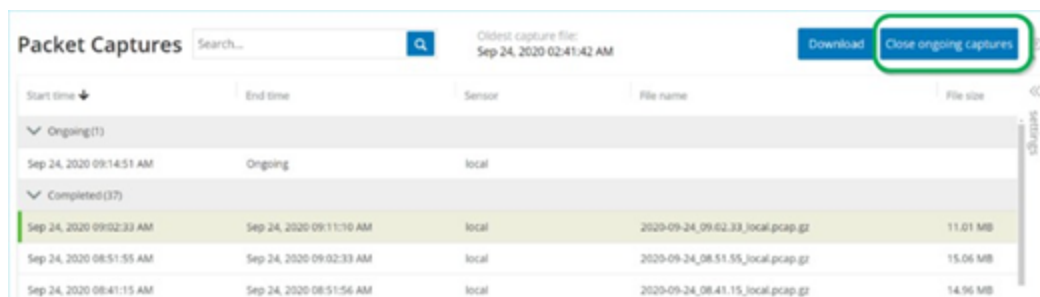 Packet Captures Search... Oldest capture file: Download Close ongoing captures
Sep 24, 2020 02:41:42 AM
Start time End time Sensor File name File size
Ongoing(1)
Sep 24, 2020 09:14:51 AM Ongoing local
settings
Completed (37)
Sep 24, 2020 09:02:33 AM Sep 24, 2020 09:11:10 AM local 2020-09-24_09.02.33_local.pcap.gz 11.01 MB
Sep 24, 2020 08:51:55 AM Sep 24, 2020 09:02:33 AM local 2020-09-24_08.51.55_local.pcap.gz 15.06 MB
Sep 24, 2020 08:41:15 AM Sep 24, 2020 08:51:56 AM local 2020-09-24_08.41.15_local.pcap.gz 14.96 MB